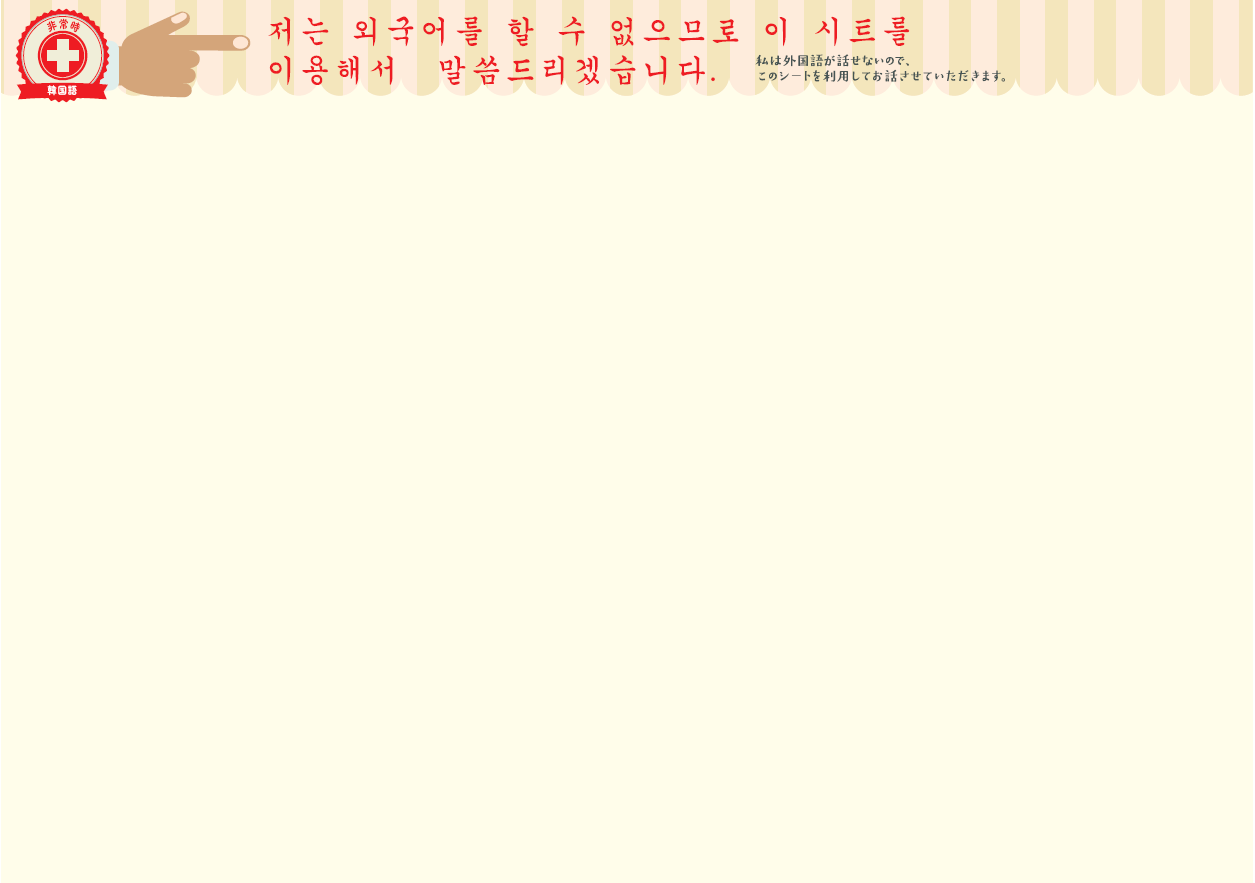 非常時
韓国語
저는 외국어를 할 수 없으므로 이 시트를
이용해서 말씀드리겠습니다.
私は外国語が話せないので、
このシートを利用してお話させていただきます。